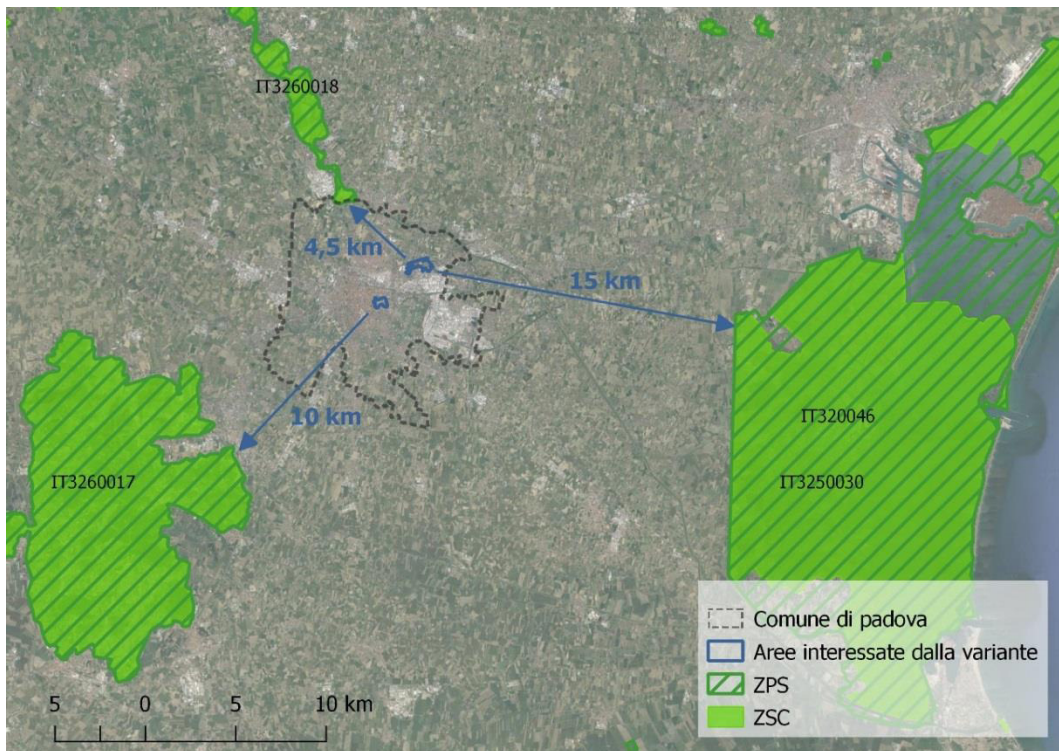 IT3260018
4,5 km
15 km
10 km
IT320046
IT3260017
IT3250030
Comune di padova
Aree interessate dalla variante
ZPS
ZSC
5 0 5 10 km